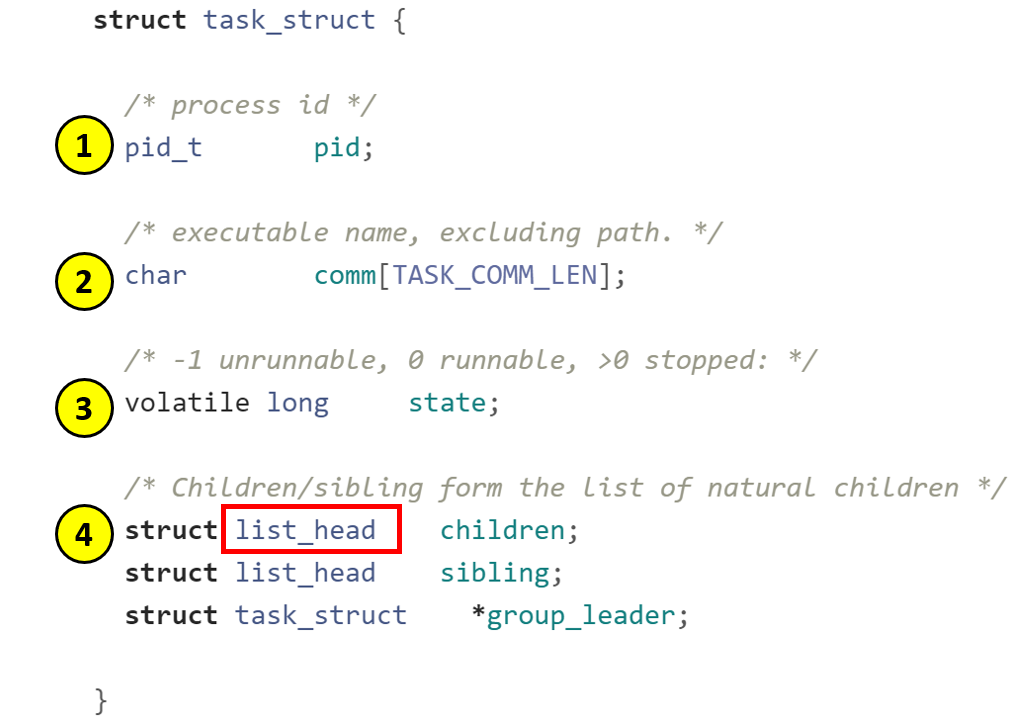 struct task_struct {
/* process id */
1 pid_t pid;
/* executable name, excluding path. */
2 char comm[TASK_COMM_LEN];
/* -1 unrunnable, 0 runnable, >0 stopped: */
3 volatile long state;
/* Children/sibling form the list of natural children */
4 struct list_head children;
struct list_head sibling;
struct task_struct *group_leader;
}